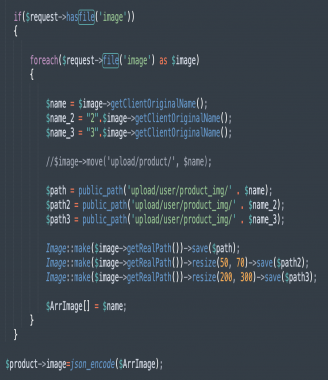 if($request->hasfile('image'))
{
foreach($request->file('image') as $image)
{
$name = $image->getClientOriginalName();
$name_2 = "2".$image->getClientOriginalName();
$name_3 = "3".$image->getClientOriginalName();
//$image->move('upload/product/', $name);
$path = public_path('upload/user/product_img/' . $name);
$path2 = public_path('upload/user/product_img/' . $name_2);
$path3 = public_path('upload/user/product_img/' . $name_3);
Image::make($image->getRealPath())->save($path);
Image::make($image->getRealPath())->resize(50, 70)->save($path2);
Image::make($image->getRealPath())->resize(200, 300)->save($path3);
$ArrImage[] = $name;
}
}
$product->image=json_encode($ArrImage);